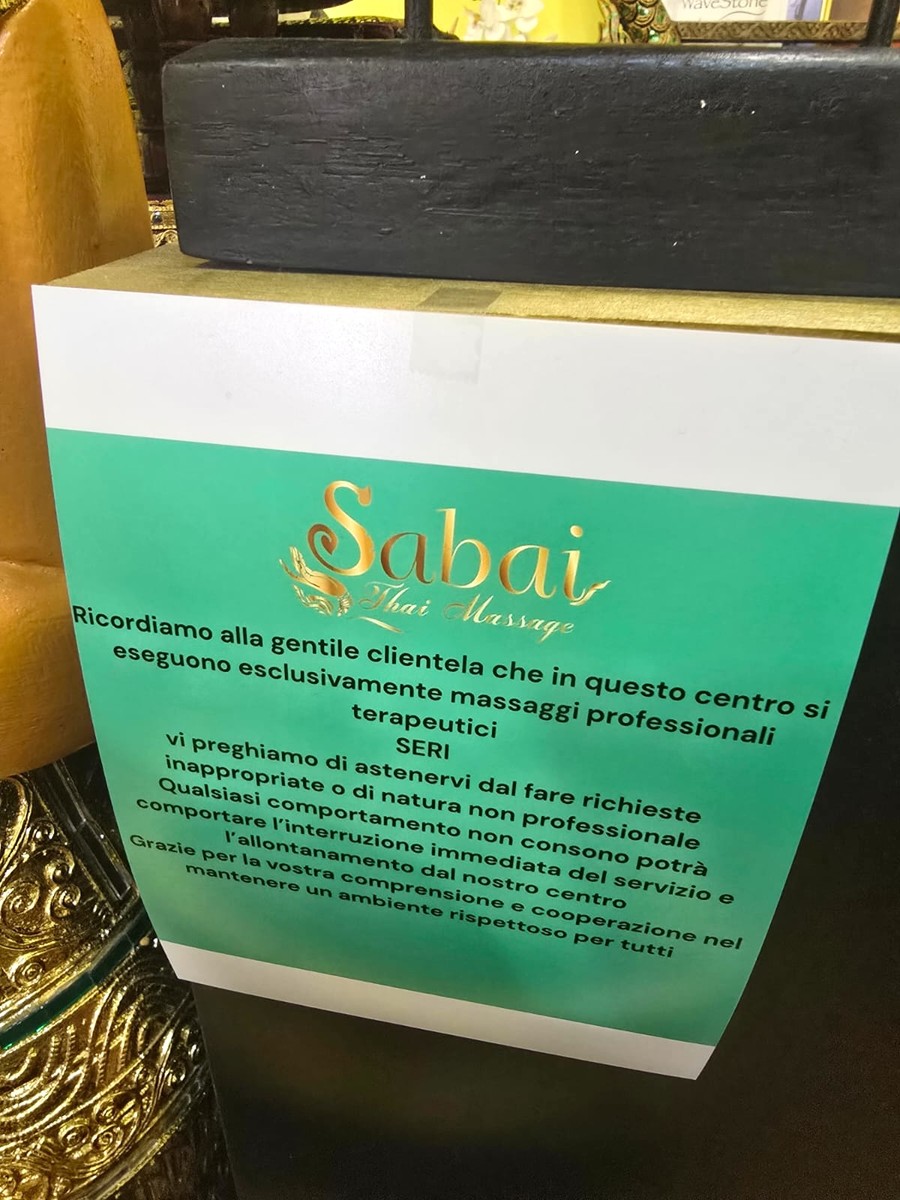 WaveStone
Sabai
Thai Massage
Ricordiamo alla gentile clientela che in questo centro si
eseguono esclusivamente massaggi professionali
terapeutici
SERI
vi preghiamo di astenervi dal fare richieste
inappropriate o di natura non professionale
Qualsiasi comportamento non consono potrà
comportare l'interruzione immediata del servizio e
l'allontanamento dal nostro centro
Grazie per la vostra comprensione e cooperazione nel
mantenere un ambiente rispettoso per tutti